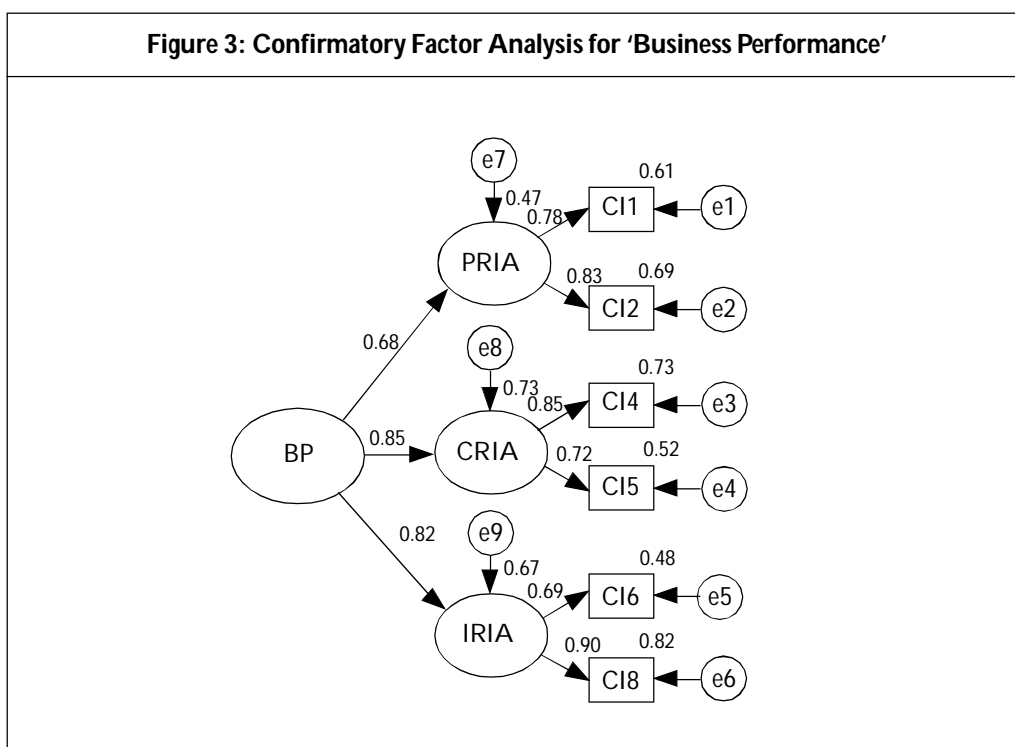 Figure 3: Confirmatory Factor Analysis for ‘Business Performance’
e7
0.47
0.61
0.78
CI1
e1
PRIA
0.83
0.69
CI2
e2
0.68
e8
0.73
0.73
0.85
CI4
e3
BP
0.85
CRIA
0.72
0.52
CI5
e4
0.82
e9
0.67
0.48
0.69
CI6
e5
IRIA
0.90
0.82
CI8
e6